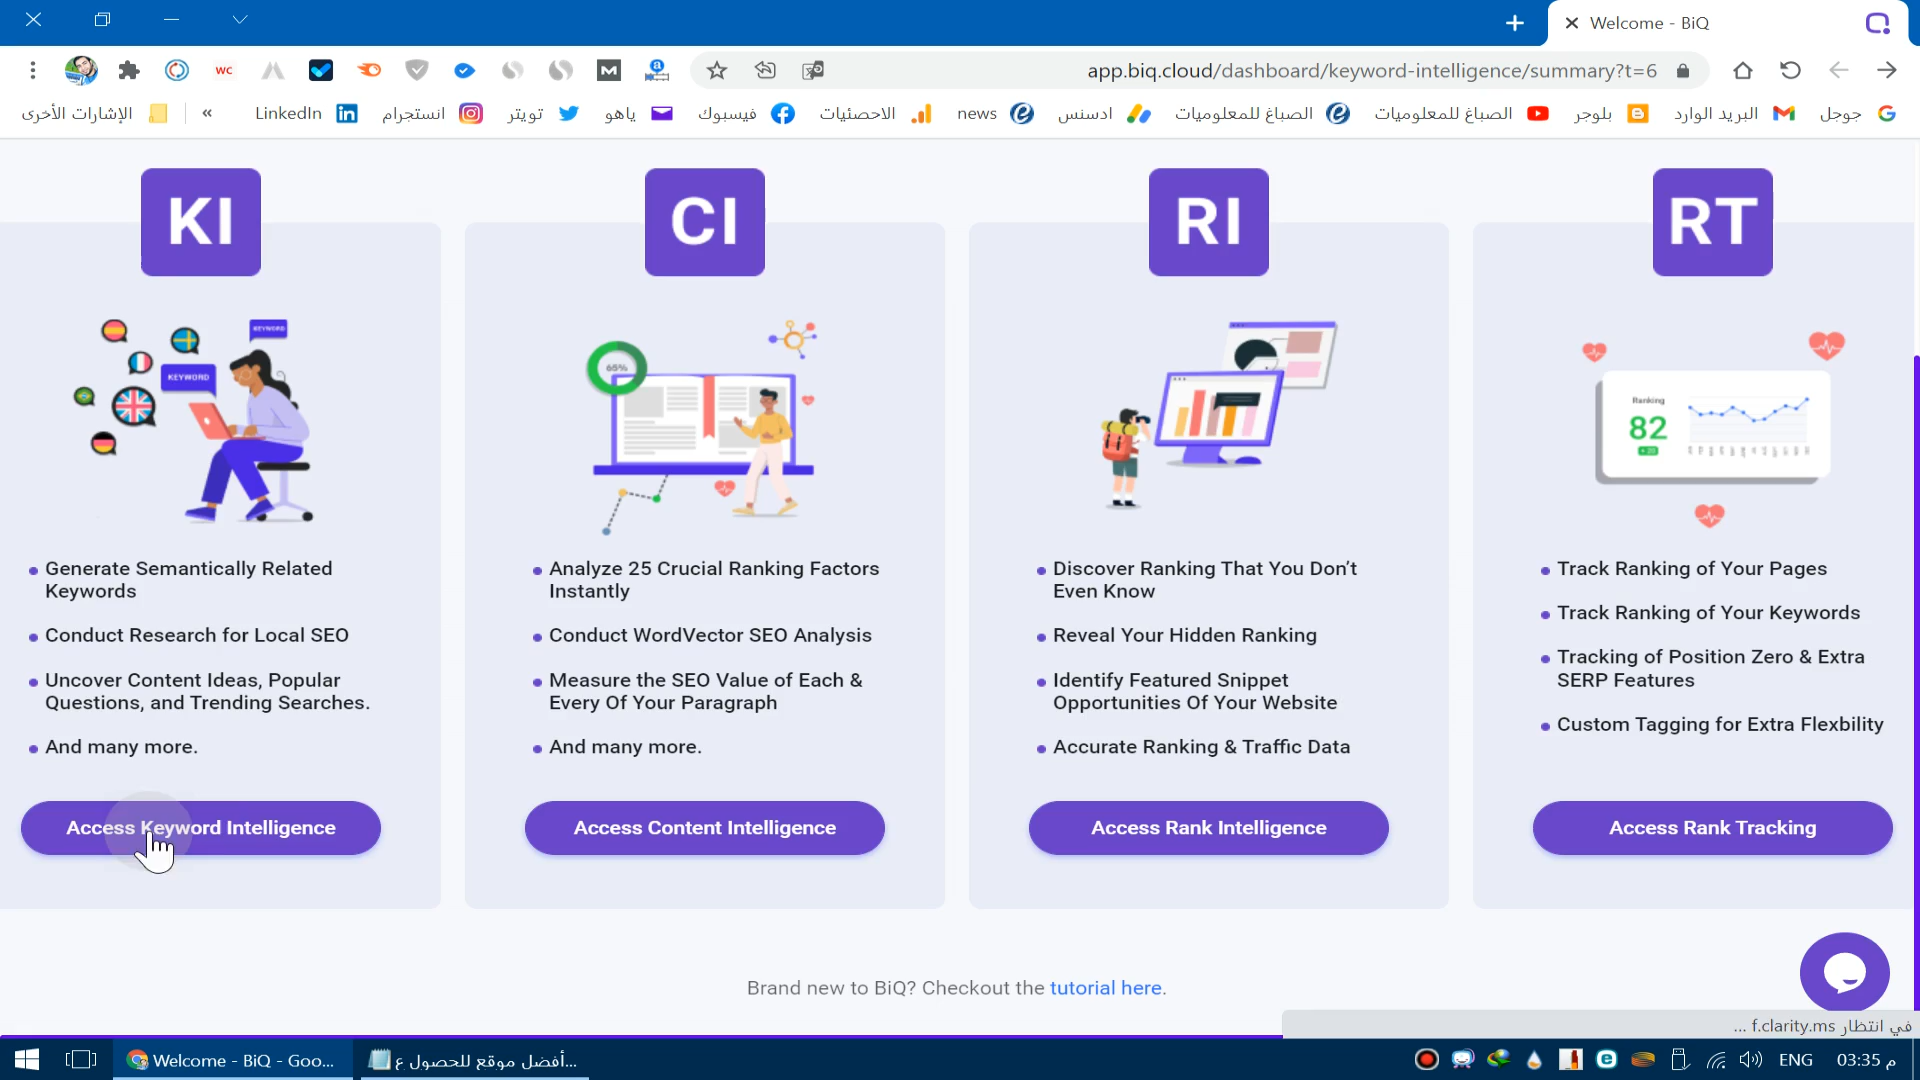 Welcome - BiQ
app.biq.cloud/dashboard/keyword-intelligence/summary?t=6
جوجل
البريد الوارد
بلوجر
الصباغ للمعلوميات
الصباغ للمعلوميات
ادسنس
news
الاحصئيات
فيسبوك
ياهو
تويتر
انستجرام
LinkedIn
»
الإشارات الأخرى
KI
KEYWORD
KEYWORD
Generate Semantically Related
Keywords
Conduct Research for Local SEO
Uncover Content Ideas, Popular
Questions, and Trending Searches.
And many more.
Access Keyword Intelligence
CI
65%
Analyze 25 Crucial Ranking Factors
Instantly
Conduct WordVector SEO Analysis
Measure the SEO Value of Each &
Every Of Your Paragraph
And many more.
Access Content Intelligence
RI
Discover Ranking That You Don’t
Even Know
Reveal Your Hidden Ranking
Identify Featured Snippet
Opportunities Of Your Website
Accurate Ranking & Traffic Data
Access Rank Intelligence
RT
Ranking
82
Track Ranking of Your Pages
Track Ranking of Your Keywords
Tracking of Position Zero & Extra
SERP Features
Custom Tagging for Extra Flexbility
Access Rank Tracking
Brand new to BiQ? Checkout the tutorial here.
في انتظار f.clarity.ms ...
Welcome - BiQ - Goo...
أفضل موقع للحصول ع...
ENG
03:35 م